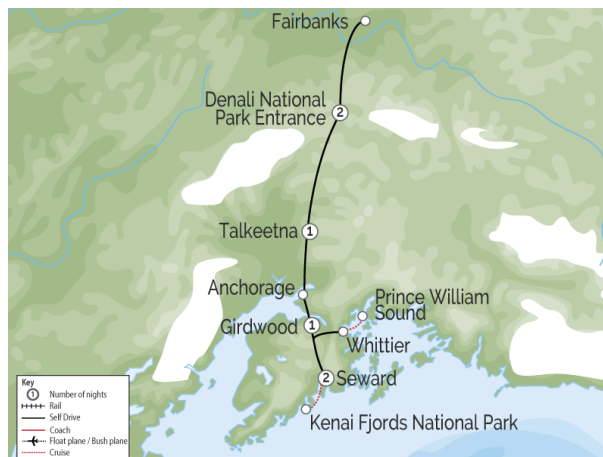 Fairbanks
Denali National
Park Entrance
2
Talkeetna
1
Anchorage
Prince William
Sound
Girdwood
1
Whittier
2
Seward
Kenai Fjords National Park
Key
1 Number of nights
Rail
Self Drive
Coach
Float plane / Bush plane
Cruise